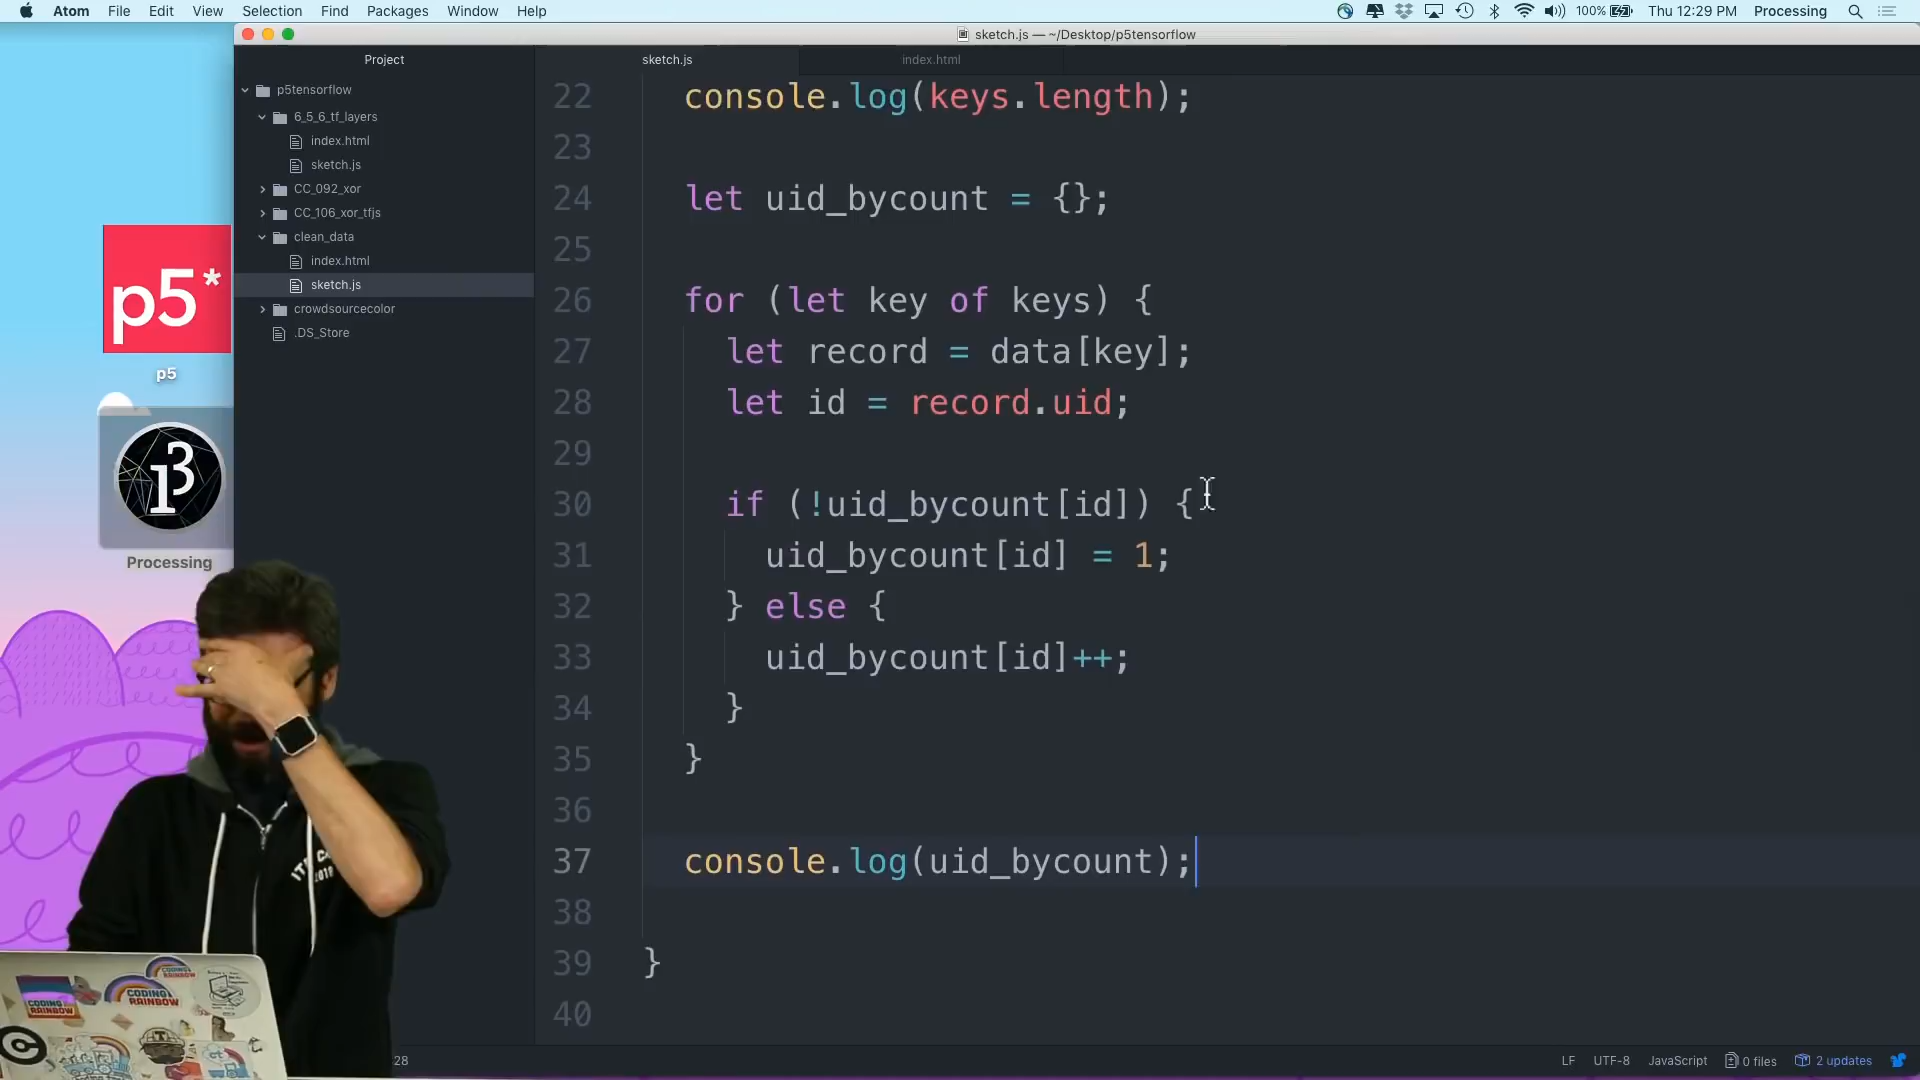 Atom File Edit View Selection Find Packages Window Help 100% Thu 12:29 PM Processing
sketch.js — ~/Desktop/p5tensorflow
Project
sketch.js
index.html
p5tensorflow
6_5_6_tf_layers
index.html
sketch.js
CC_092_xor
CC_106_xor_tfjs
clean_data
index.html
sketch.js
crowdsourcecolor
.DS_Store
p5*
p5
Processing
22 console.log(keys.length);
23
24 let uid_bycount = {};
25
26 for (let key of keys) {
27 let record = data[key];
28 let id = record.uid;
29
30 if (!uid_bycount[id]) {
31 uid_bycount[id] = 1;
32 } else {
33 uid_bycount[id]++;
34 }
35 }
36
37 console.log(uid_bycount);
38
39 }
40
CODING RAINBOW
CODING RAINBOW
28
LF UTF-8 JavaScript 0 files 2 updates